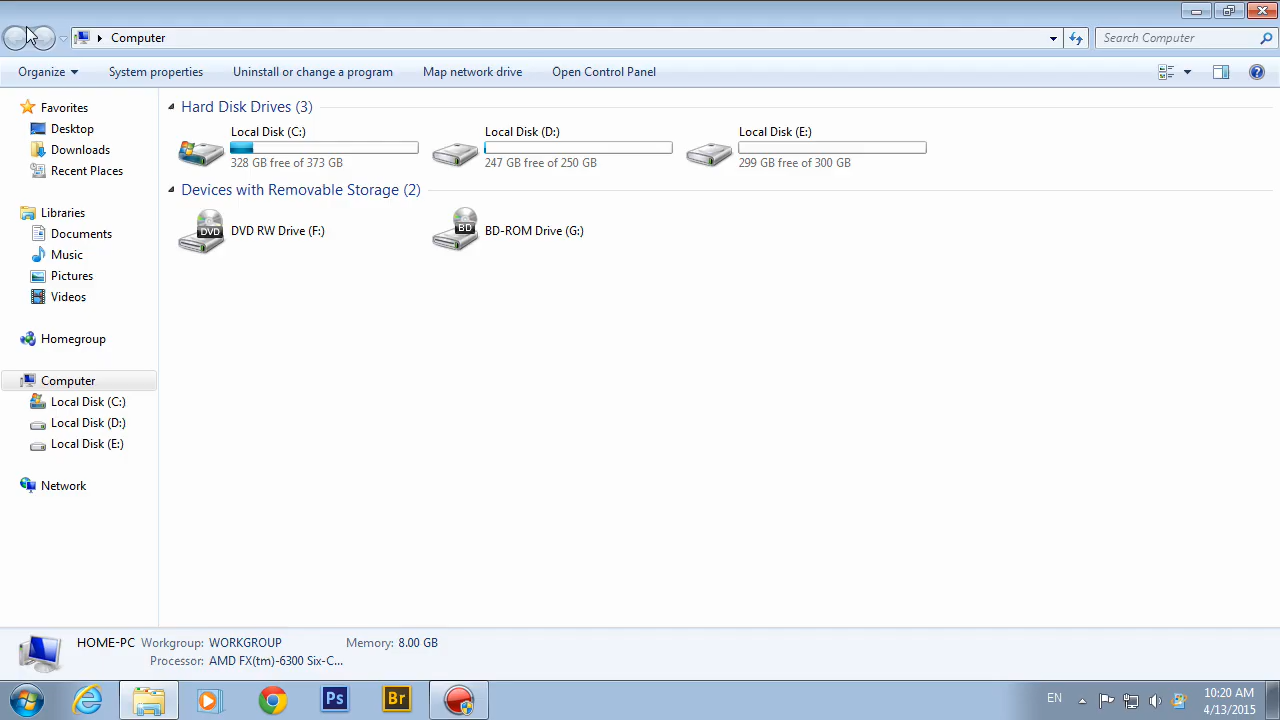 Computer
Search Computer
Organize
System properties
Uninstall or change a program
Map network drive
Open Control Panel
Favorites
Desktop
Downloads
Recent Places
Libraries
Documents
Music
Pictures
Videos
Homegroup
Computer
Local Disk (C:)
Local Disk (D:)
Local Disk (E:)
Network
Hard Disk Drives (3)
Local Disk (C:)
328 GB free of 373 GB
Local Disk (D:)
247 GB free of 250 GB
Local Disk (E:)
299 GB free of 300 GB
Devices with Removable Storage (2)
DVD
DVD RW Drive (F:)
BD
BD-ROM Drive (G:)
HOME-PC Workgroup: WORKGROUP Memory: 8.00 GB
Processor: AMD FX(tm)-6300 Six-C...
Ps
Br
EN
10:20 AM
4/13/2015